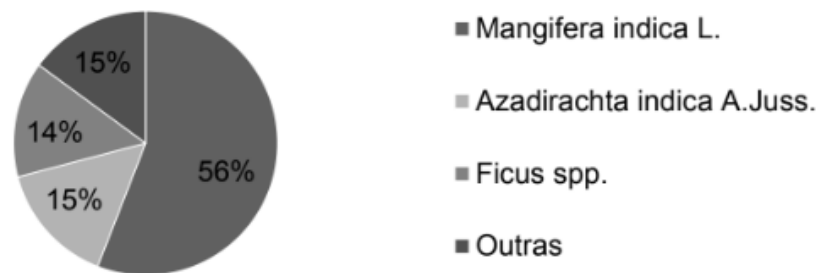 15%
14%
15%
56%
Mangifera indica L.
Azadirachta indica A.Juss.
Ficus spp.
Outras